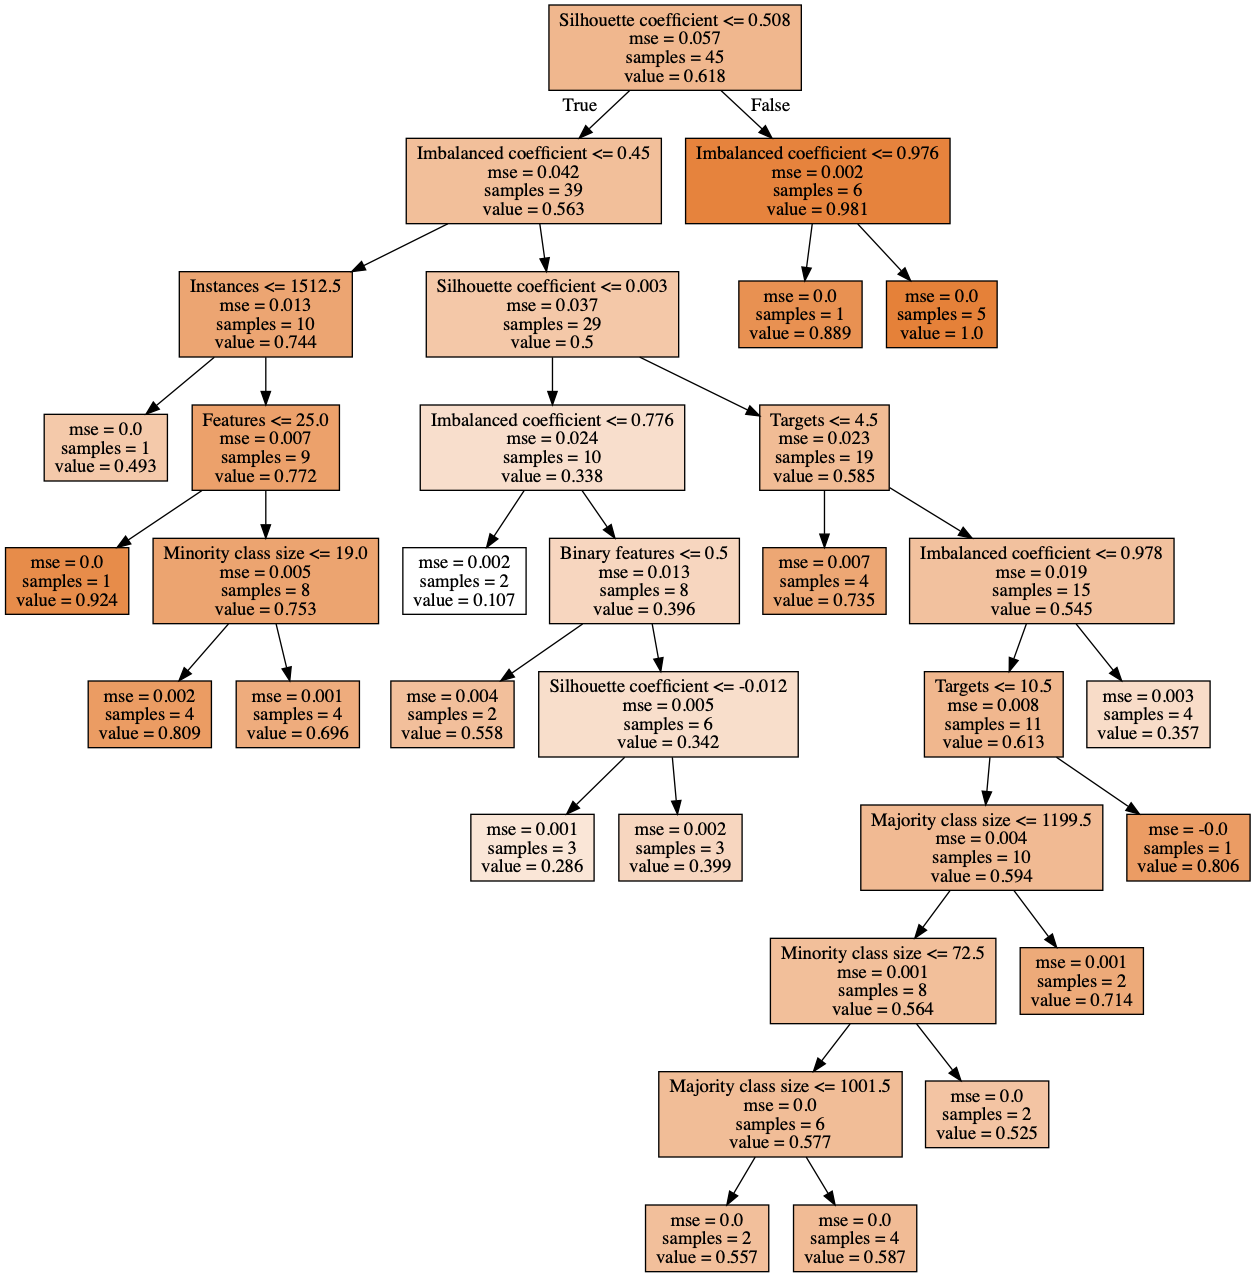 Silhouette coefficient <= 0.508
mse = 0.057
samples = 45
value = 0.618
True
False
Imbalanced coefficient <= 0.45
mse = 0.042
samples = 39
value = 0.563
Imbalanced coefficient <= 0.976
mse = 0.002
samples = 6
value = 0.981
Instances <= 1512.5
mse = 0.013
samples = 10
value = 0.744
Silhouette coefficient <= 0.003
mse = 0.037
samples = 29
value = 0.5
mse = 0.0
samples = 1
value = 0.889
mse = 0.0
samples = 5
value = 1.0
mse = 0.0
samples = 1
value = 0.493
Features <= 25.0
mse = 0.007
samples = 9
value = 0.772
Imbalanced coefficient <= 0.776
mse = 0.024
samples = 10
value = 0.338
Targets <= 4.5
mse = 0.023
samples = 19
value = 0.585
mse = 0.0
samples = 1
value = 0.924
Minority class size <= 19.0
mse = 0.005
samples = 8
value = 0.753
mse = 0.002
samples = 2
value = 0.107
Binary features <= 0.5
mse = 0.013
samples = 8
value = 0.396
mse = 0.007
samples = 4
value = 0.735
Imbalanced coefficient <= 0.978
mse = 0.019
samples = 15
value = 0.545
mse = 0.002
samples = 4
value = 0.809
mse = 0.001
samples = 4
value = 0.696
mse = 0.004
samples = 2
value = 0.558
Silhouette coefficient <= -0.012
mse = 0.005
samples = 6
value = 0.342
Targets <= 10.5
mse = 0.008
samples = 11
value = 0.613
mse = 0.003
samples = 4
value = 0.357
mse = 0.001
samples = 3
value = 0.286
mse = 0.002
samples = 3
value = 0.399
Majority class size <= 1199.5
mse = 0.004
samples = 10
value = 0.594
mse = -0.0
samples = 1
value = 0.806
Minority class size <= 72.5
mse = 0.001
samples = 8
value = 0.564
mse = 0.001
samples = 2
value = 0.714
Majority class size <= 1001.5
mse = 0.0
samples = 6
value = 0.577
mse = 0.0
samples = 2
value = 0.525
mse = 0.0
samples = 2
value = 0.557
mse = 0.0
samples = 4
value = 0.587